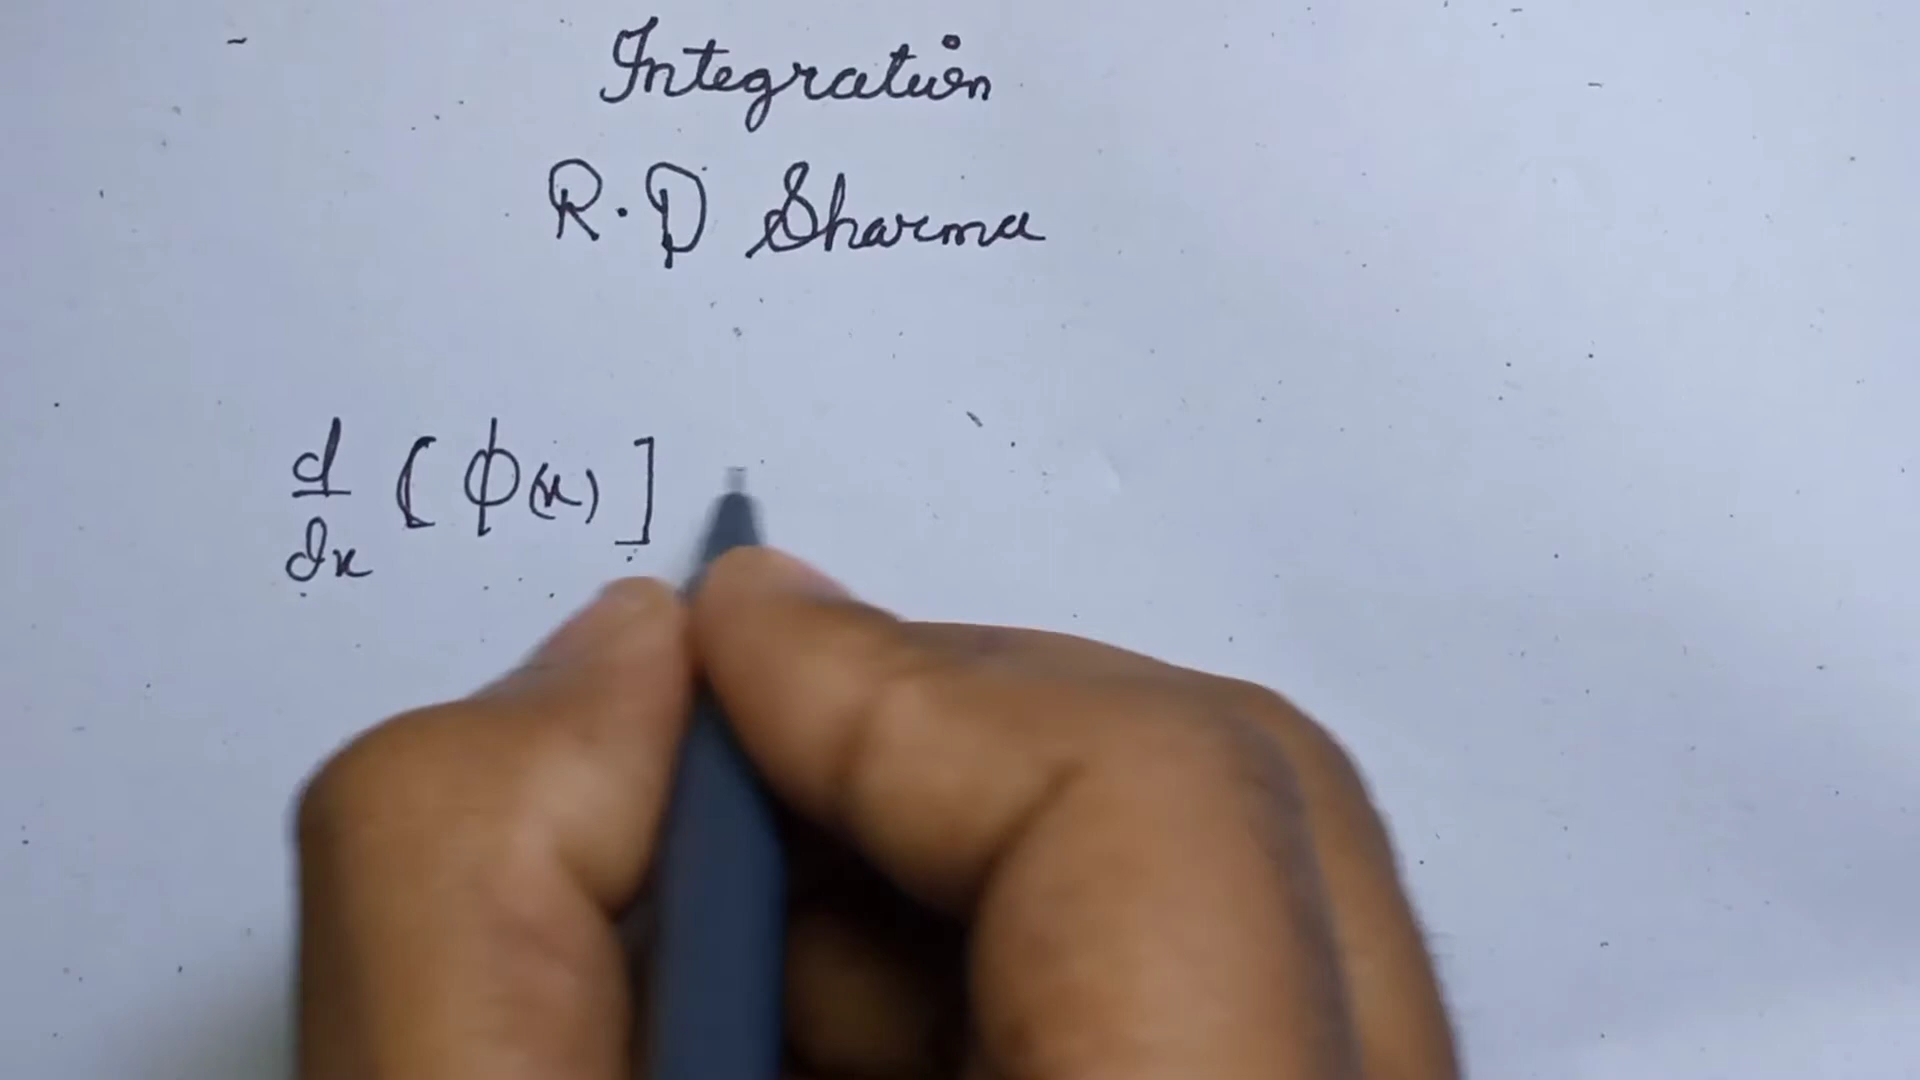 Integration
R.D Sharma
d/dx [ϕ(x)]